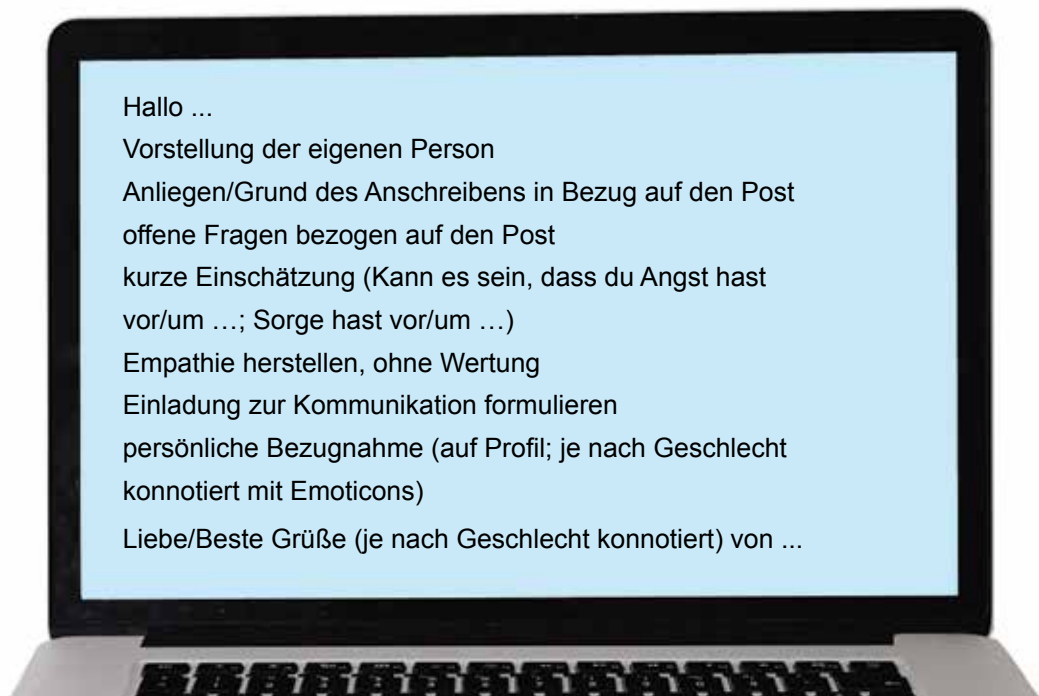 Hallo ...
Vorstellung der eigenen Person
Anliegen/Grund des Anschreibens in Bezug auf den Post
offene Fragen bezogen auf den Post
kurze Einschätzung (Kann es sein, dass du Angst hast
vor/um …; Sorge hast vor/um …)
Empathie herstellen, ohne Wertung
Einladung zur Kommunikation formulieren
persönliche Bezugnahme (auf Profil; je nach Geschlecht
konnotiert mit Emoticons)
Liebe/Beste Grüße (je nach Geschlecht konnotiert) von ...